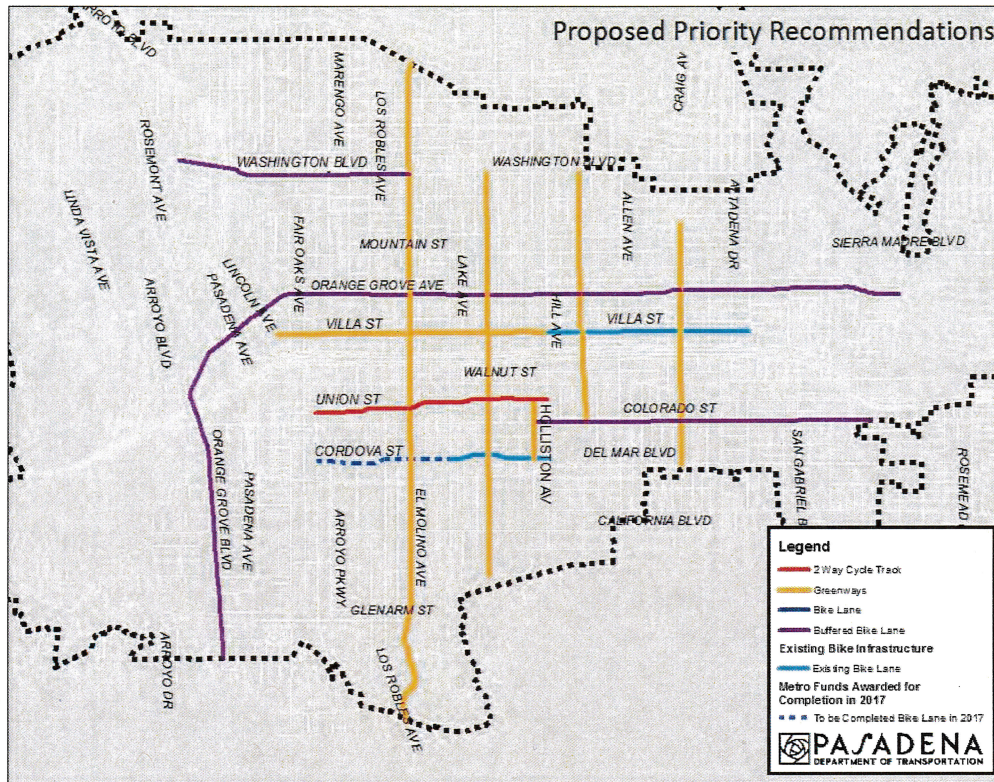 Proposed Priority Recommendations
ARROYO BLVD
MARENGO AVE
LOS ROBLES AVE
CRAIG AV
ROSEMONT AVE
WASHINGTON BLVD
WASHINGTON BLVD
LINDA VISTA AVE
ALLEN AVE
ALTADENA DR
FAIR OAKS AVE
MOUNTAIN ST
LAKE AVE
SIERRA MADRE BLVD
LINCOLN AVE
PASADENA AVE
ARROYO BLVD
ORANGE GROVE AVE
HILL AVE
VILLA ST
VILLA ST
WALNUT ST
UNION ST
COLORADO ST
HOLLISTON AV
CORDOVA ST
DEL MAR BLVD
SAN GABRIEL B
ROSEMEAD
ORANGE GROVE BLVD
PASADENA AVE
ARROYO PKWY
EL MOLINO AVE
CALIFORNIA BLVD
GLENARM ST
ARROYO DR
LOS ROBLES AVE
Legend
2 Way Cycle Track
Greenways
Bike Lane
Buffered Bike Lane
Existing Bike Infrastructure
Existing Bike Lane
Metro Funds Awarded for
Completion in 2017
To be Completed Bike Lane in 2017
PASADENA
DEPARTMENT OF TRANSPORTATION